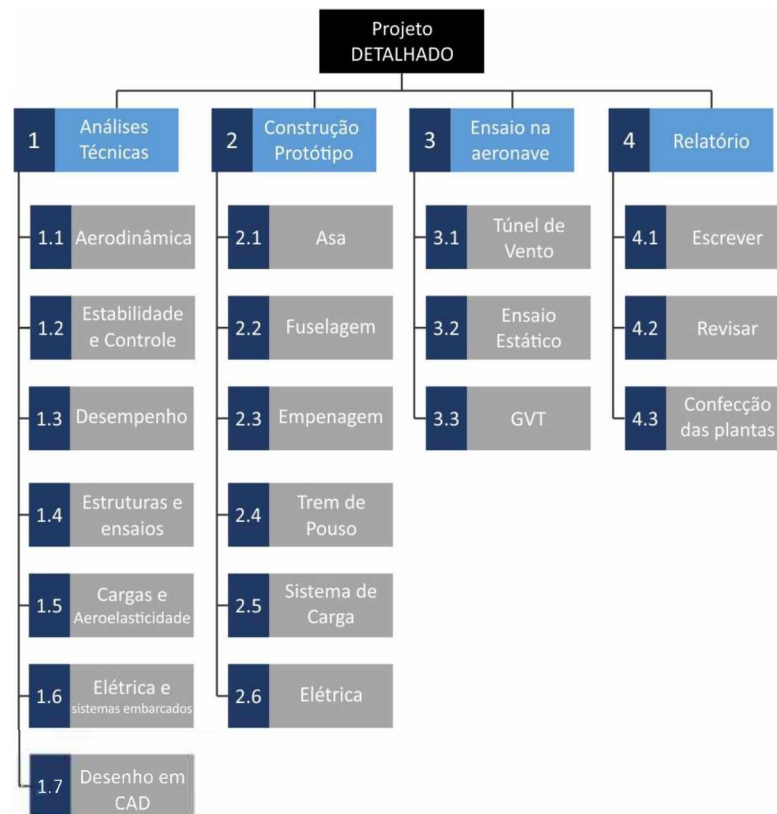 Projeto
DETALHADO
1
Análises
Técnicas
1.1
Aerodinâmica
1.2
Estabilidade
e Controle
1.3
Desempenho
1.4
Estruturas e
ensaios
1.5
Cargas e
Aeroelasticidade
1.6
Elétrica e
sistemas embarcados
1.7
Desenho em
CAD
2
Construção
Protótipo
2.1
Asa
2.2
Fuselagem
2.3
Empenagem
2.4
Trem de
Pouso
2.5
Sistema de
Carga
2.6
Elétrica
3
Ensaio na
aeronave
3.1
Túnel de
Vento
3.2
Ensaio
Estático
3.3
GVT
4
Relatório
4.1
Escrever
4.2
Revisar
4.3
Confecção
das plantas